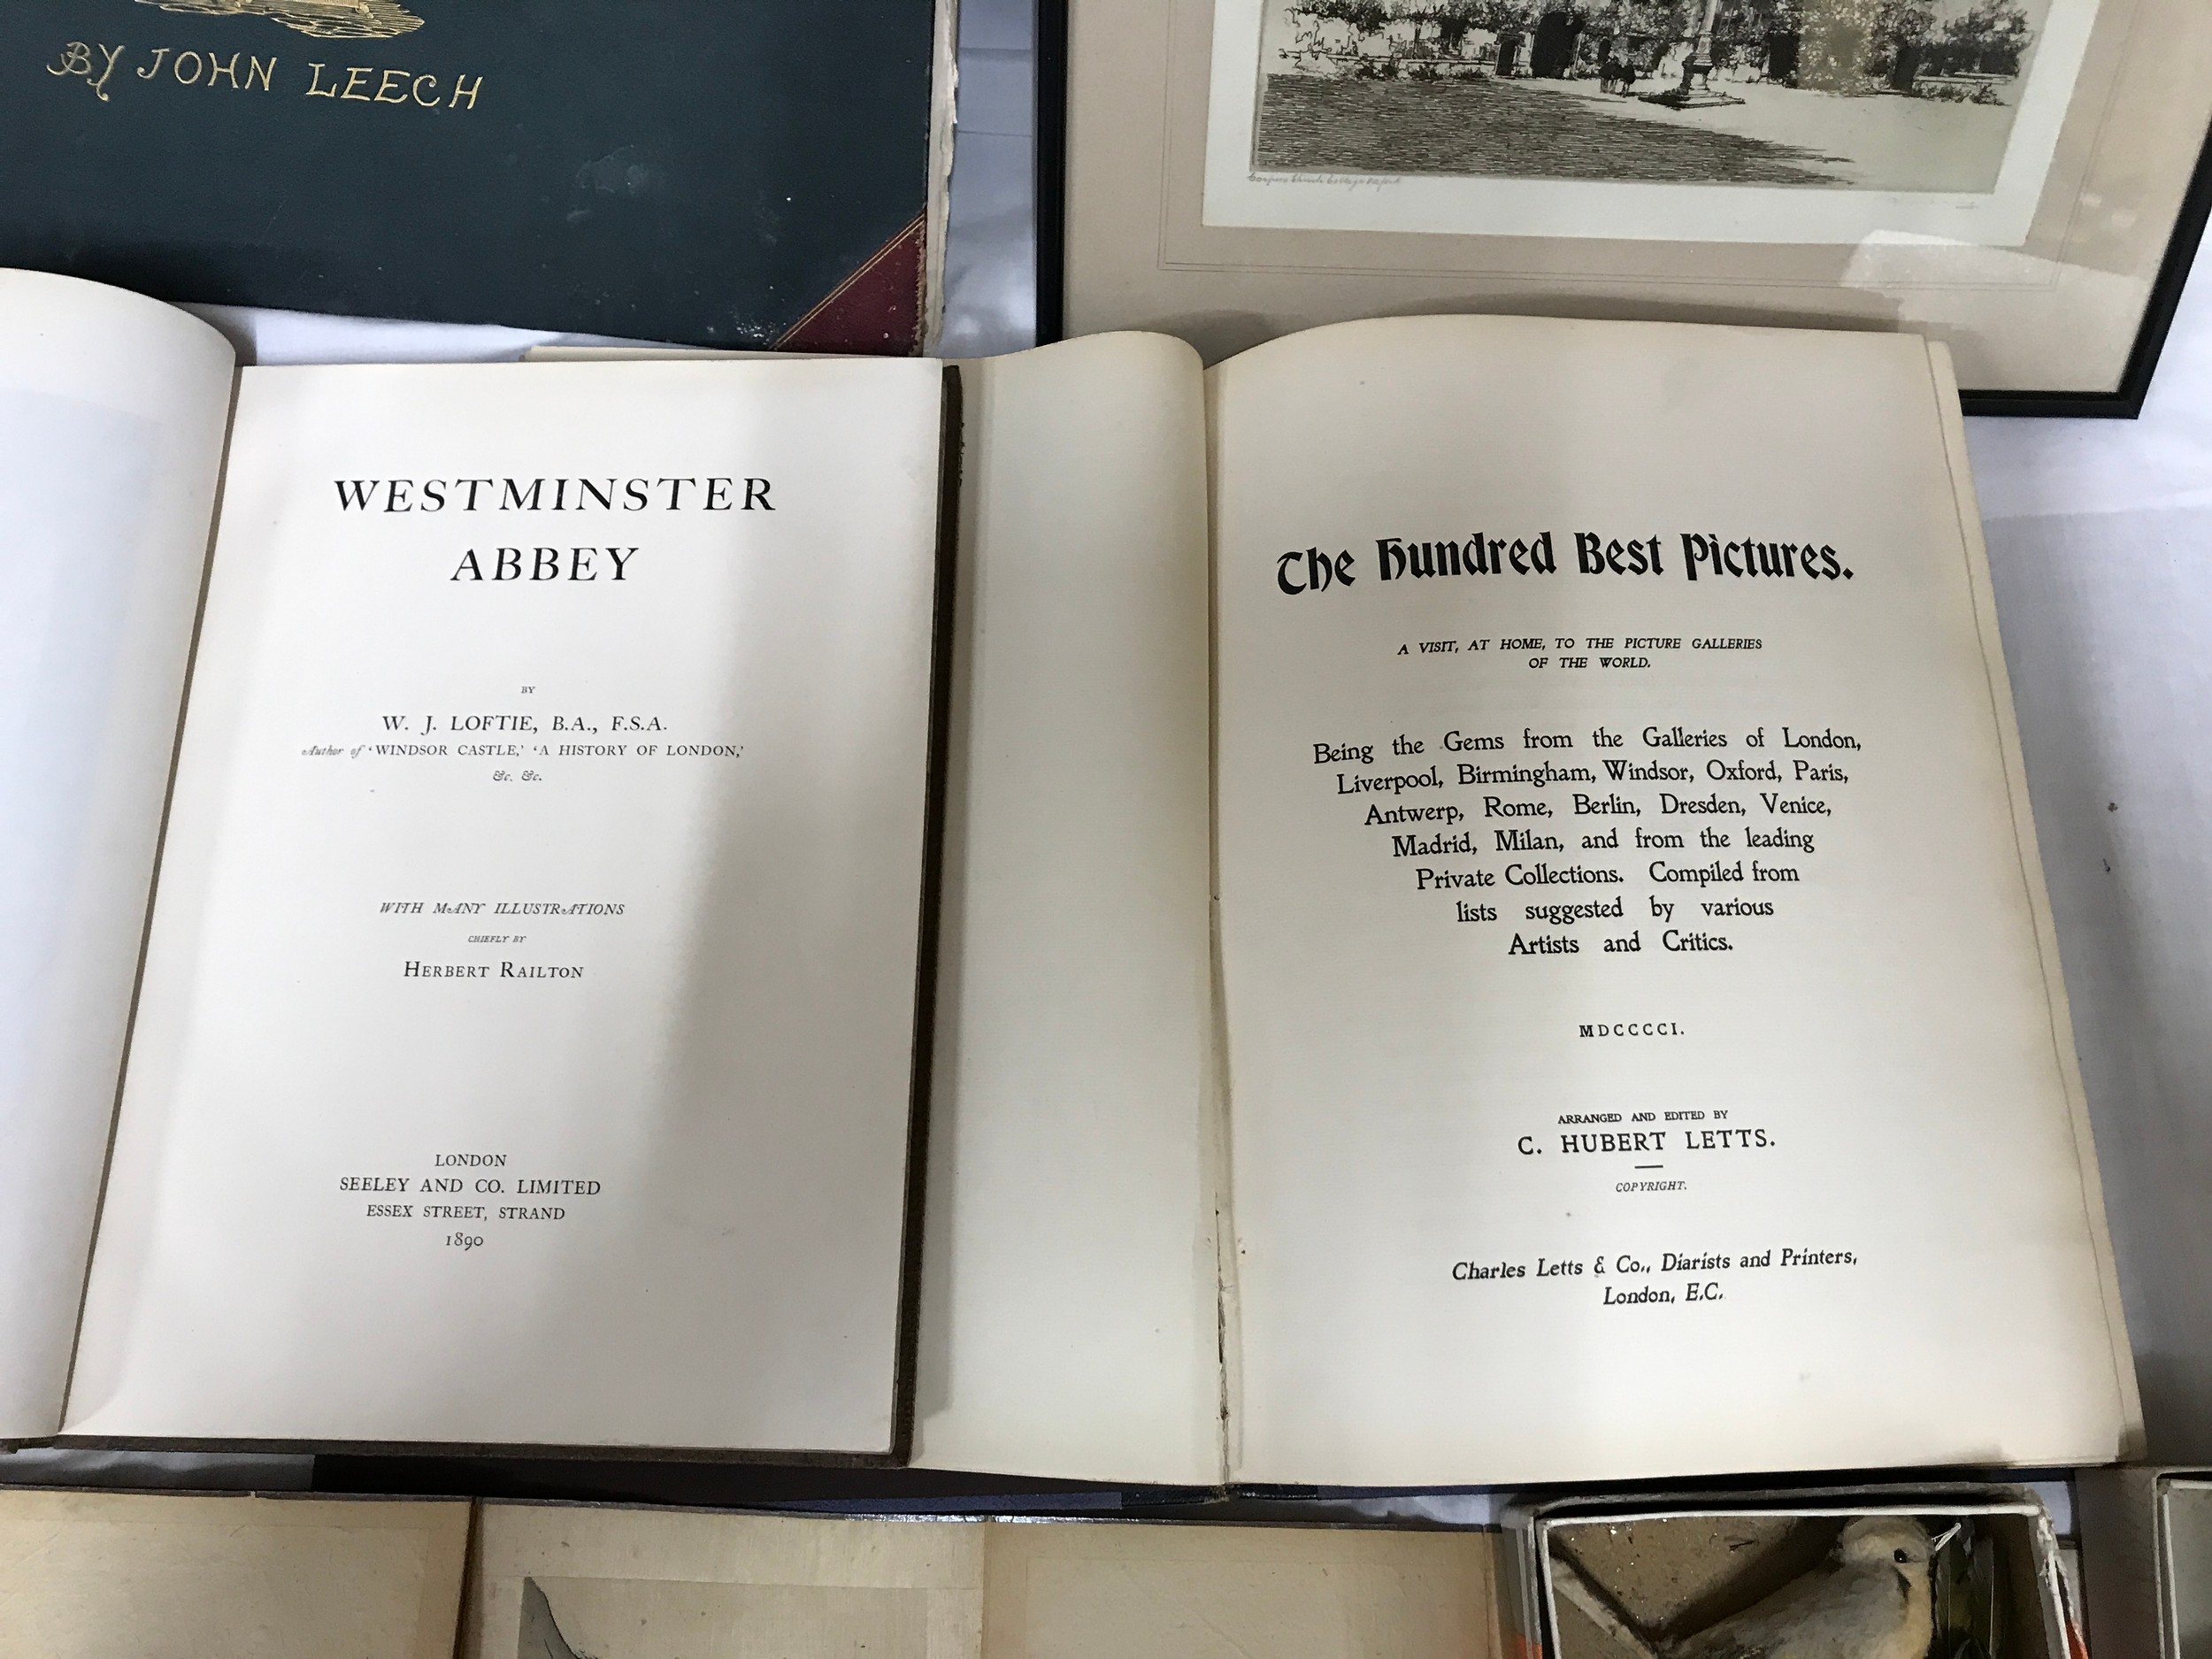 BY JOHN LEECH
WESTMINSTER
ABBEY
BY
W. J. LOFTIE, B.A., F.S.A.
Author of 'WINDSOR CASTLE,' 'A HISTORY OF LONDON,'
&c. &c.
WITH MANY ILLUSTRATIONS
CHIEFLY BY
HERBERT RAILTON
LONDON
SEELEY AND CO. LIMITED
ESSEX STREET, STRAND
1890
The Hundred Best Pictures.
A VISIT, AT HOME, TO THE PICTURE GALLERIES
OF THE WORLD.
Being the Gems from the Galleries of London,
Liverpool, Birmingham, Windsor, Oxford, Paris,
Antwerp, Rome, Berlin, Dresden, Venice,
Madrid, Milan, and from the leading
Private Collections. Compiled from
lists suggested by various
Artists and Critics.
MDCCCCI.
ARRANGED AND EDITED BY
C. HUBERT LETTS.
COPYRIGHT.
Charles Letts & Co., Diarists and Printers,
London, E.C.